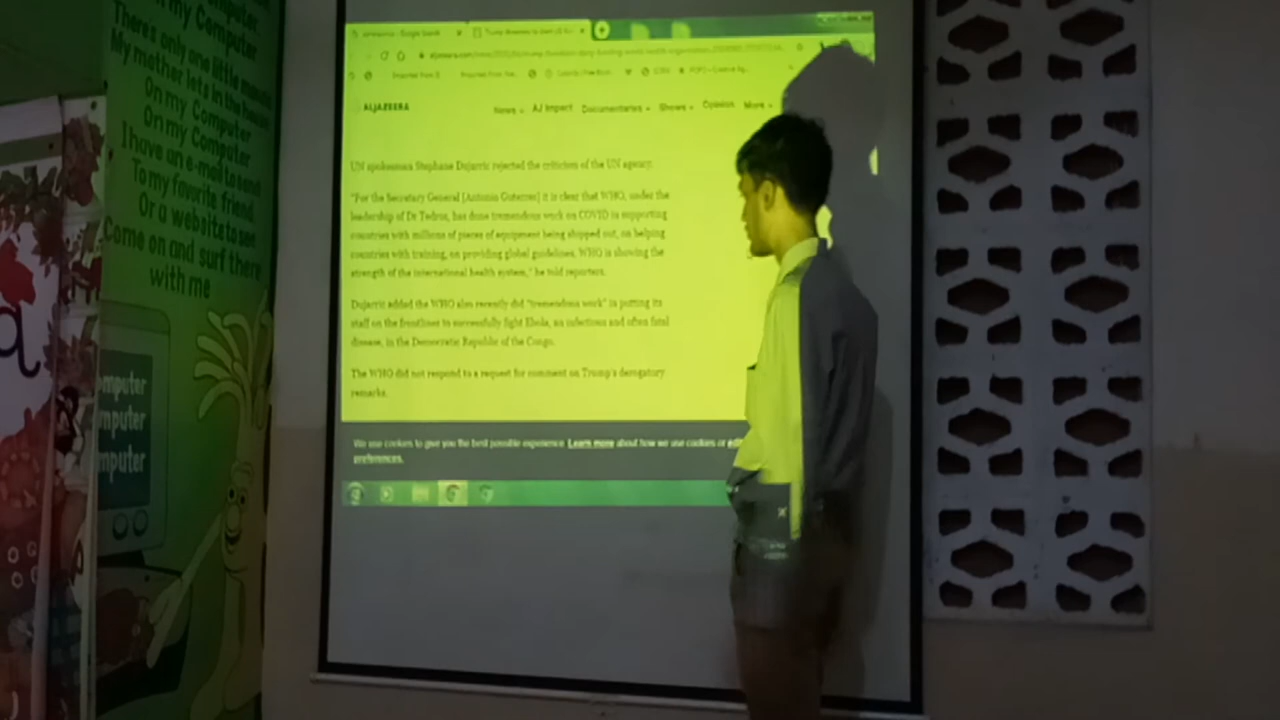 Computer
There's only one little mouse
On my Computer
My mother lets in the house
On my Computer
On my Computer
I have an e-mail to send
To my favorite friend
Or a website to see
Come on and surf there
with me
omputer
omputer
omputer
ALJAZEERA
News AJ Impact Documentaries Shows Opinion More
UN spokesman Stephane Dujarric rejected the criticism of the UN agency.
"For the Secretary General [Antonio Guterres] it is clear that WHO, under the
leadership of Dr Tedros, has done tremendous work on COVID in supporting
countries with millions of pieces of equipment being shipped out, on helping
countries with training, on providing global guidelines. WHO is showing the
strength of the international health system," he told reporters.
Dujarric added the WHO also recently did "tremendous work" in putting its
staff on the frontlines to successfully fight Ebola, an infectious and often fatal
disease, in the Democratic Republic of the Congo.
The WHO did not respond to a request for comment on Trump's derogatory
remarks.
We use cookies to give you the best possible experience. Learn more about how we use cookies or
preferences.